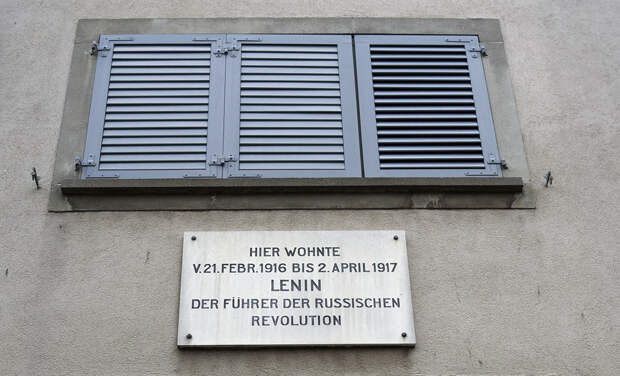 HIER WOHNTE
V. 21. FEBR. 1916 BIS 2. APRIL 1917
LENIN
DER FÜHRER DER RUSSISCHEN
REVOLUTION